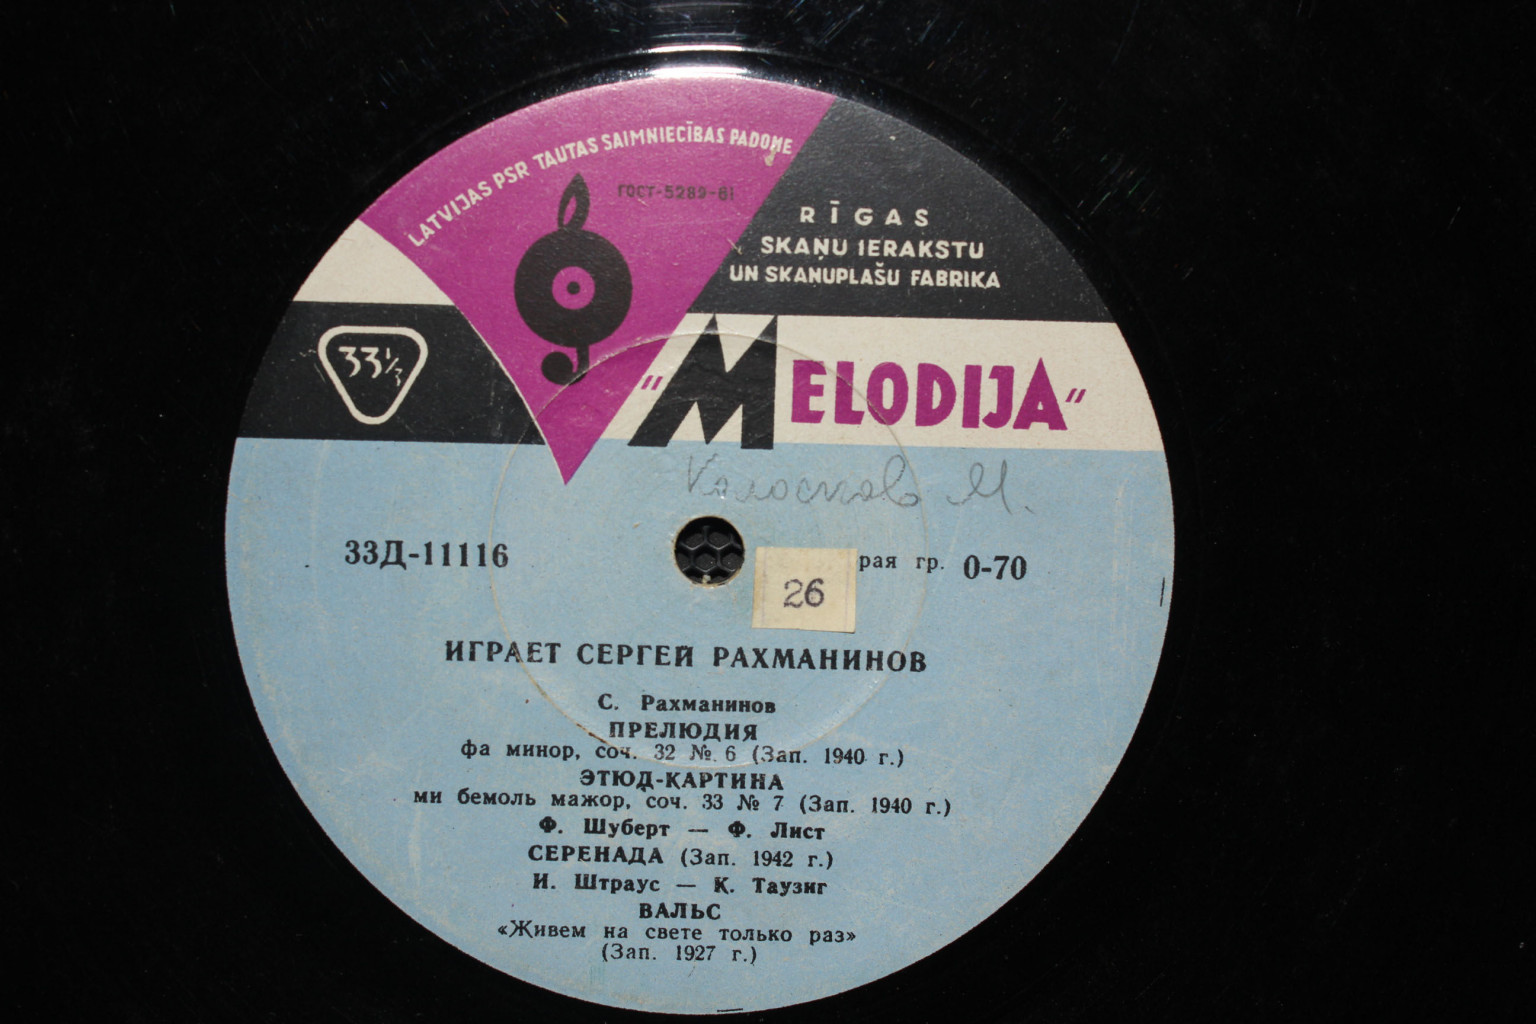 LATVIJAS PSR TAUTAS SAIMNIECĪBAS PADOME
ГОСТ-5289-61
RĪGAS
SKAŅU IERAKSTU
UN SKAŅUPLAŠU FABRIKA
33⅓
"MELODIJA"
М.
33Д-11116
рая гр. 0-70
26
ИГРАЕТ СЕРГЕЙ РАХМАНИНОВ
С. Рахманинов
ПРЕЛЮДИЯ
фа минор, соч. 32 № 6 (Зап. 1940 г.)
ЭТЮД-КАРТИНА
ми бемоль мажор, соч. 33 № 7 (Зап. 1940 г.)
Ф. Шуберт — Ф. Лист
СЕРЕНАДА (Зап. 1942 г.)
И. Штраус — К. Таузиг
ВАЛЬС
«Живем на свете только раз»
(Зап. 1927 г.)